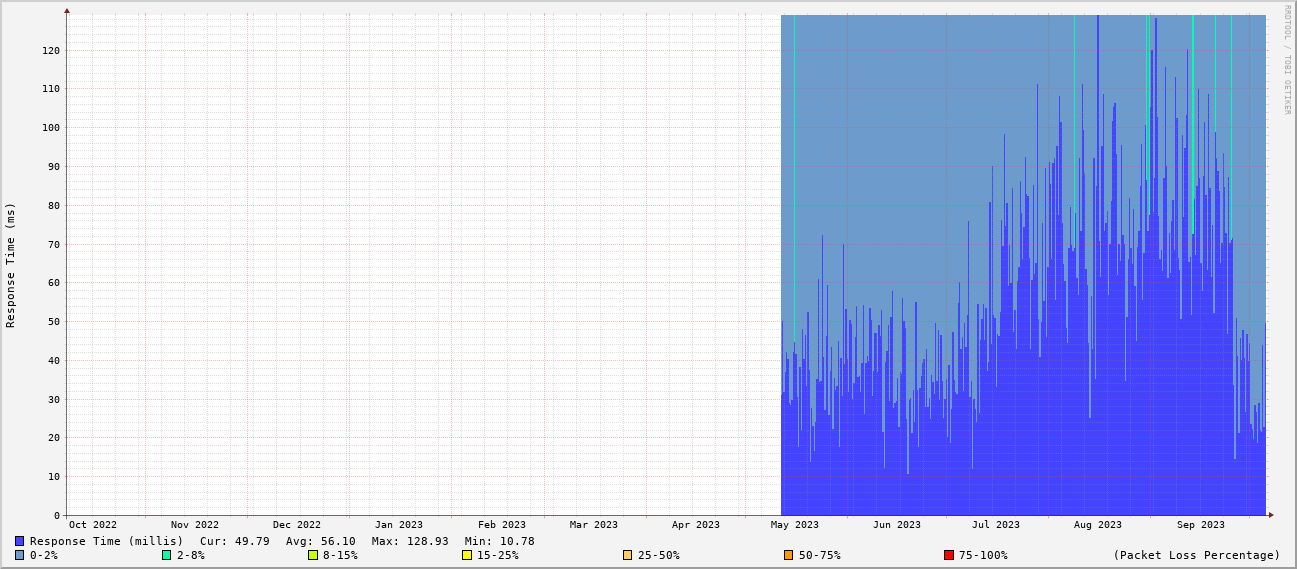 RRDTOOL / TOBI OETIKER
Response Time (ms)
120
110
100
90
80
70
60
50
40
30
20
10
0
Oct 2022 Nov 2022 Dec 2022 Jan 2023 Feb 2023 Mar 2023 Apr 2023 May 2023 Jun 2023 Jul 2023 Aug 2023 Sep 2023
Response Time (millis) Cur: 49.79 Avg: 56.10 Max: 128.93 Min: 10.78
0-2% 2-8% 8-15% 15-25% 25-50% 50-75% 75-100% (Packet Loss Percentage)